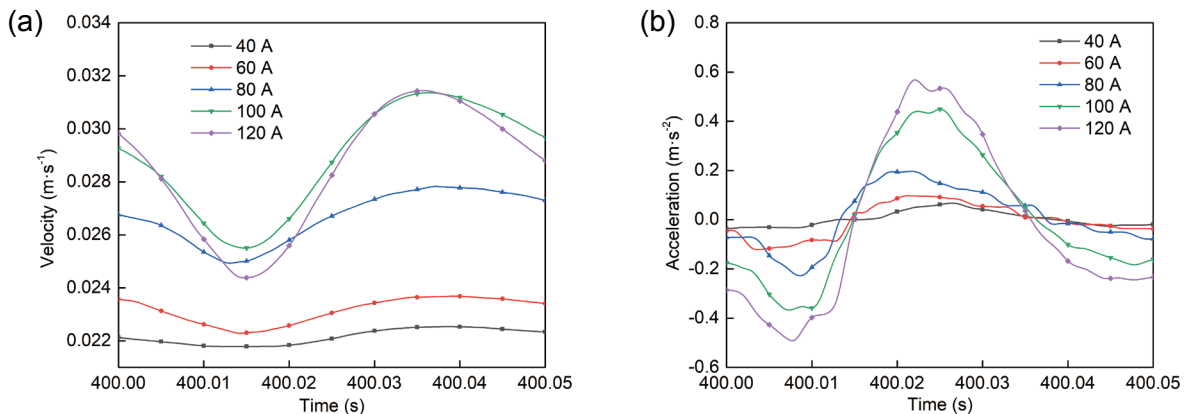 (a)
0.034
0.032
0.030
0.028
0.026
0.024
0.022
Velocity (m·s⁻¹)
40 A
60 A
80 A
100 A
120 A
400.00 400.01 400.02 400.03 400.04 400.05
Time (s)
(b)
0.8
0.6
0.4
0.2
0.0
-0.2
-0.4
-0.6
Acceleration (m·s⁻²)
40 A
60 A
80 A
100 A
120 A
400.00 400.01 400.02 400.03 400.04 400.05
Time (s)